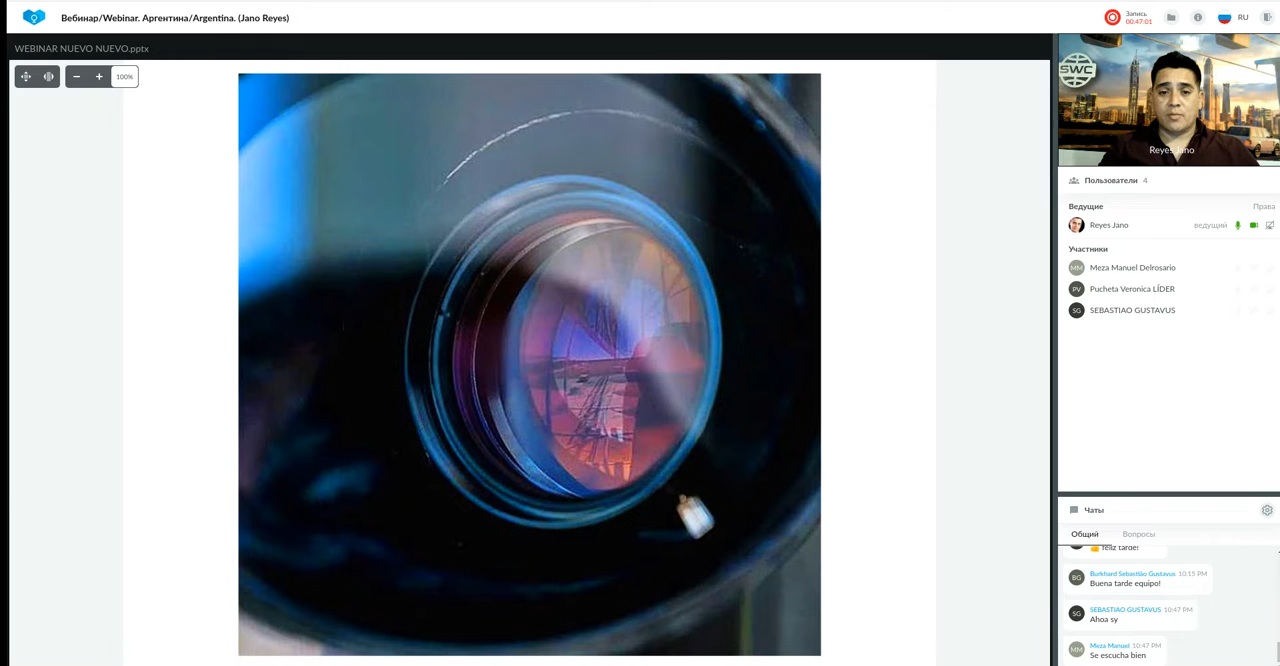 Вебинар/Webinar. Аргентина/Argentina. (Jano Reyes)
Запись
00:47:01
RU
WEBINAR NUEVO NUEVO.pptx
100%
SWC
Reyes Jano
Пользователи 4
Ведущие Права
Reyes Jano ведущий
Участники
MM Meza Manuel Delrosario
PV Pucheta Veronica LÍDER
SG SEBASTIAO GUSTAVUS
Чаты
Общий Вопросы
feliz tarde!
BG Burkhard Sebastião Gustavus 10:15 PM
Buena tarde equipo!
SG SEBASTIAO GUSTAVUS 10:47 PM
Ahoa sy
MM Meza Manuel 10:47 PM
Se escucha bien